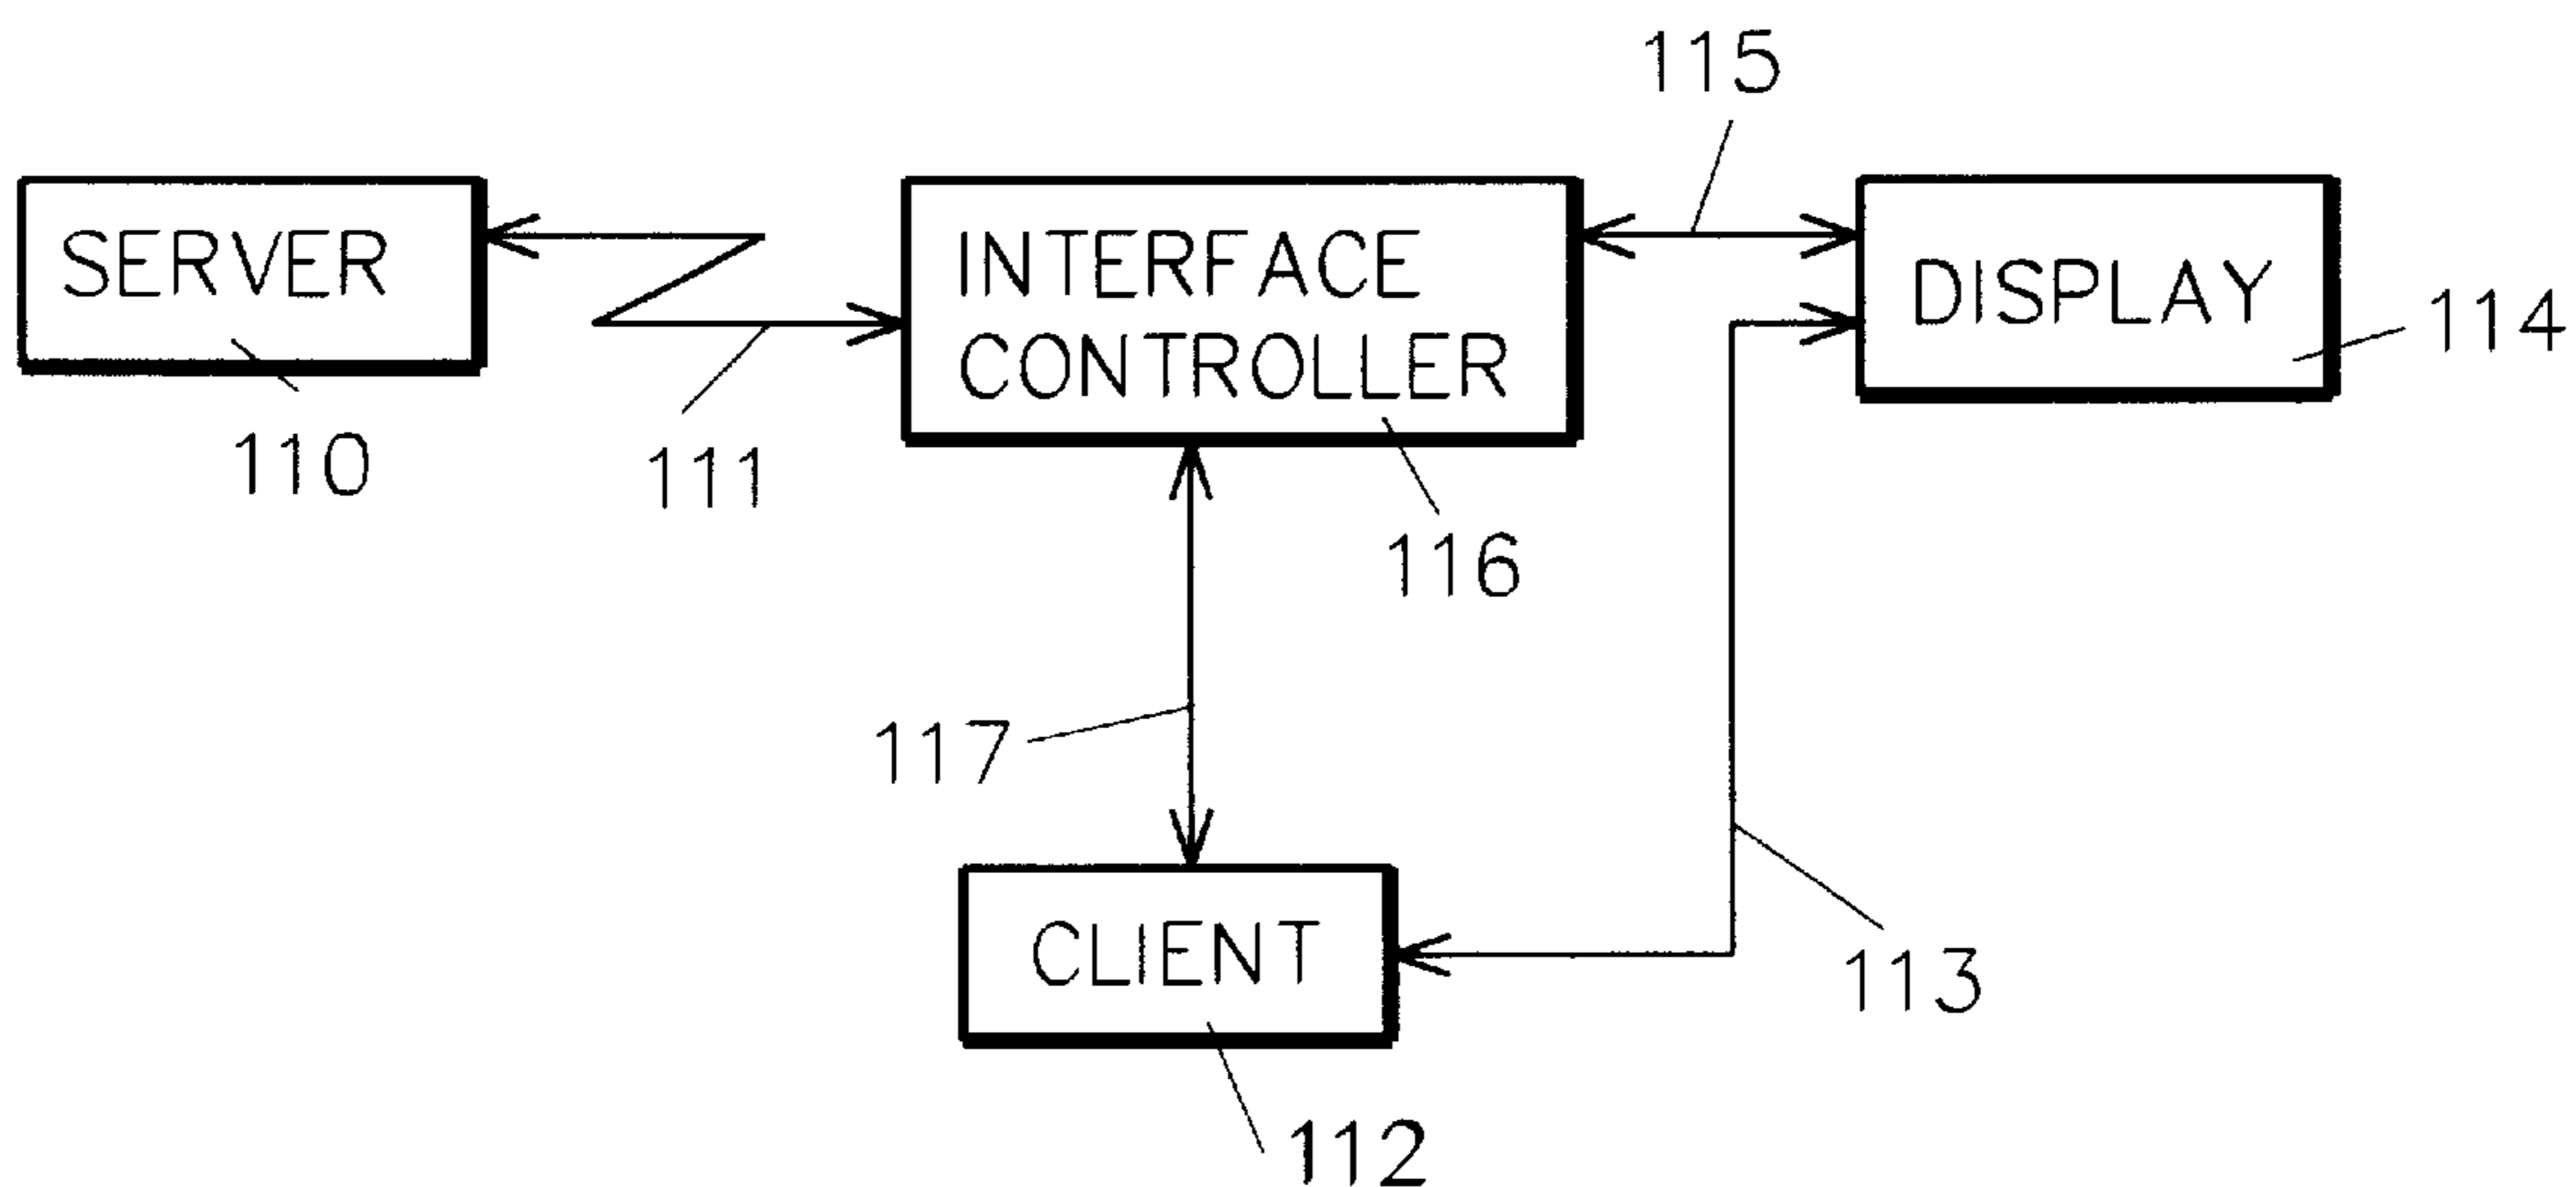 115
SERVER
INTERFACE
CONTROLLER
DISPLAY
114
110
111
116
117
CLIENT
113
112